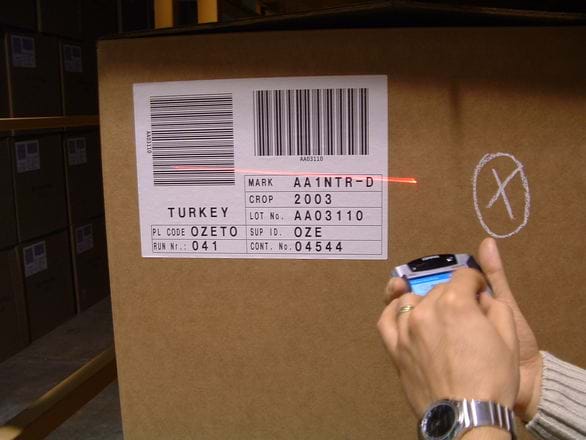 AA03110
AA03110
MARK AA1NTR-D
CROP 2003
TURKEY
LOT No. AA03110
PL CODE OZETO
SUP ID. OZE
RUN Nr.: 041
CONT. No. 04544
X